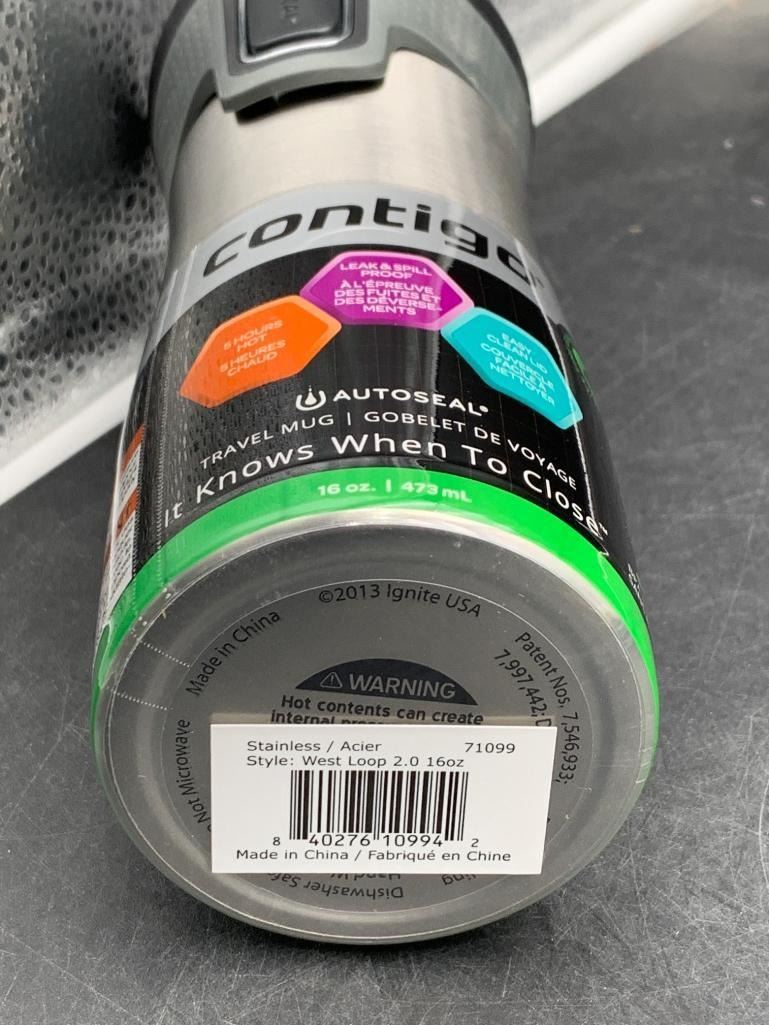 contigo
LEAK & SPILL
PROOF
À L'ÉPREUVE
DES FUITES ET
DES DÉVERSE-
MENTS
5 HOURS
HOT
5 HEURES
CHAUD
EASY-
CLEAN LID
COUVERCLE
FACILE À
NETTOYER
AUTOSEAL®
TRAVEL MUG | GOBELET DE VOYAGE
It Knows When To Close™
16 oz. | 473 mL
©2013 Ignite USA
Made in China
Patent Nos. 7,546,933;
7,997,442;
Not Microwave
WARNING
Hot contents can create
internal
Stainless / Acier 71099
Style: West Loop 2.0 16oz
8 40276 10994 2
Made in China / Fabriqué en Chine
Dishwasher Safe
Hand